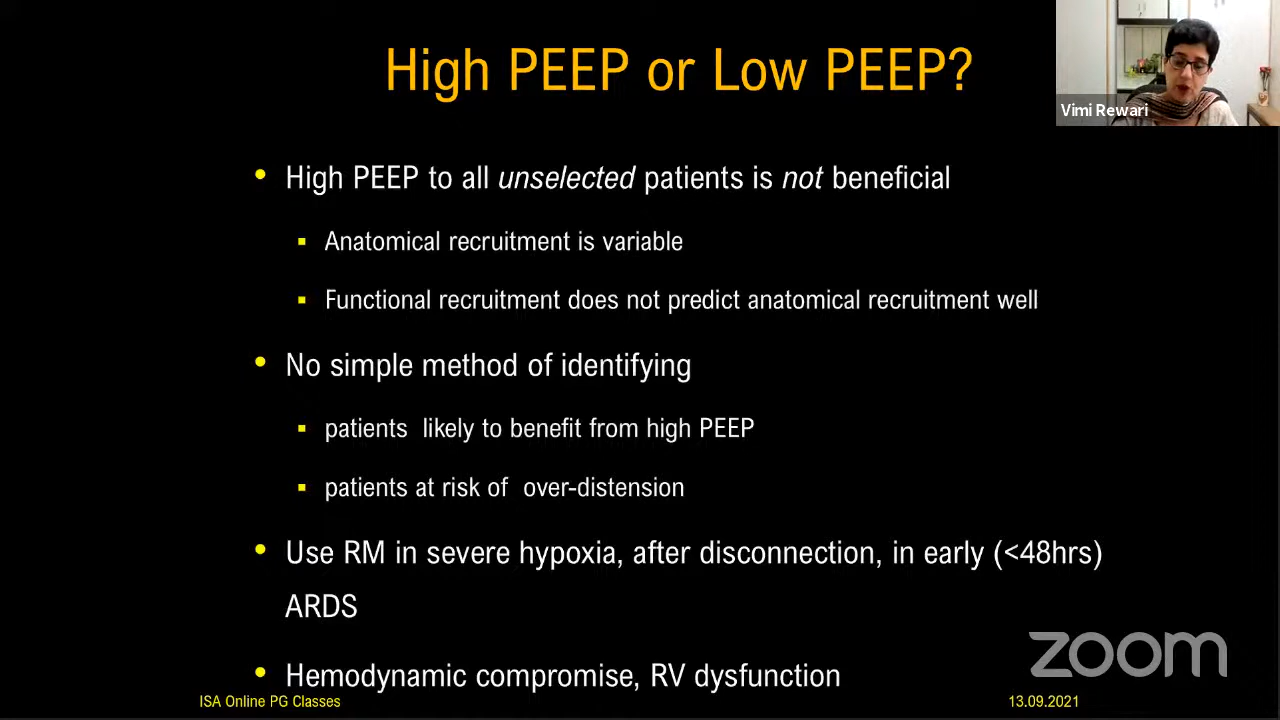 High PEEP or Low PEEP?
Vimi Rewari
• High PEEP to all unselected patients is not beneficial
▪ Anatomical recruitment is variable
▪ Functional recruitment does not predict anatomical recruitment well
• No simple method of identifying
▪ patients likely to benefit from high PEEP
▪ patients at risk of over-distension
• Use RM in severe hypoxia, after disconnection, in early (<48hrs)
ARDS
• Hemodynamic compromise, RV dysfunction
zoom
ISA Online PG Classes
13.09.2021